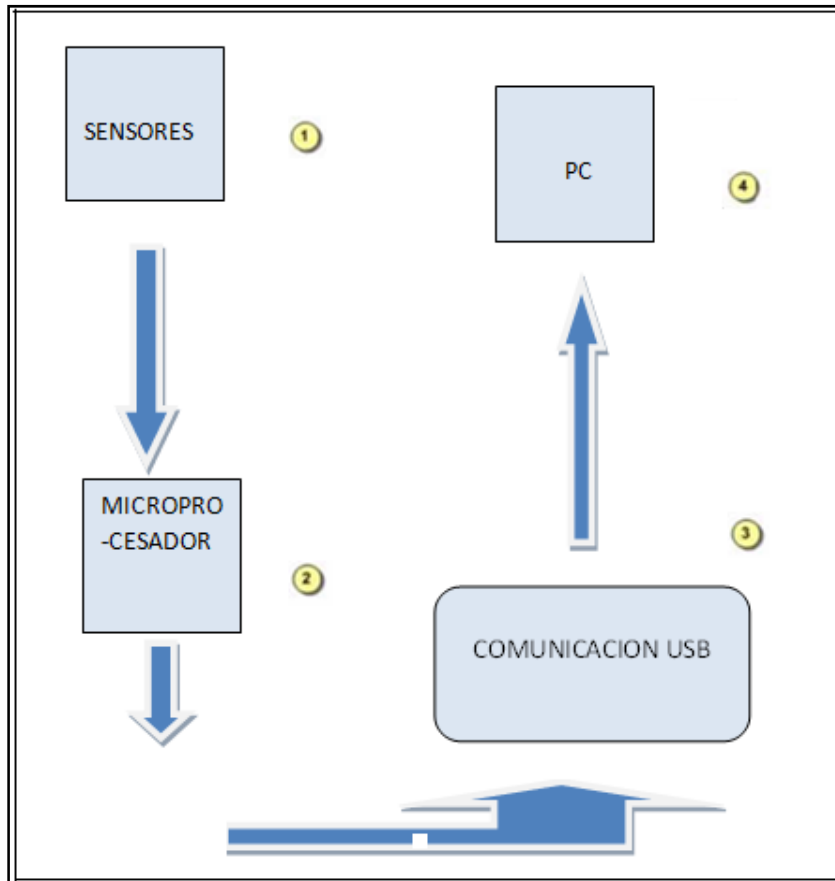 SENSORES
1
MICROPRO
-CESADOR
2
COMUNICACION USB
3
PC
4